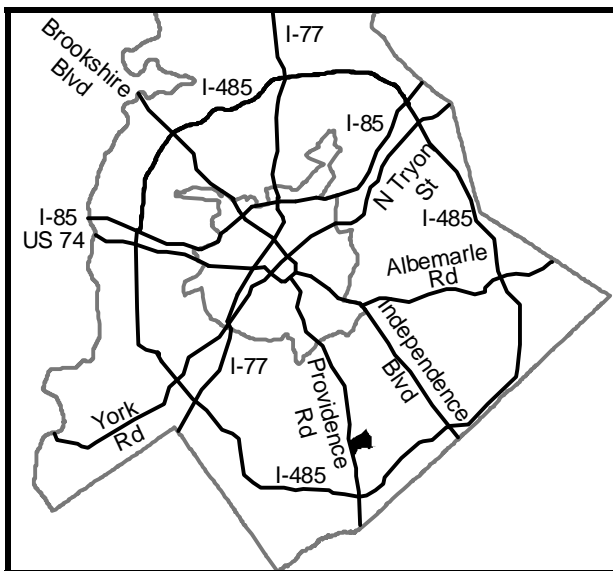 I-77
Brookshire
Blvd
I-485
I-85
N Tryon
St
I-85
US 74
I-485
Albemarle
Rd
Independence
Blvd
I-77
Providence
Rd
York
Rd
I-485